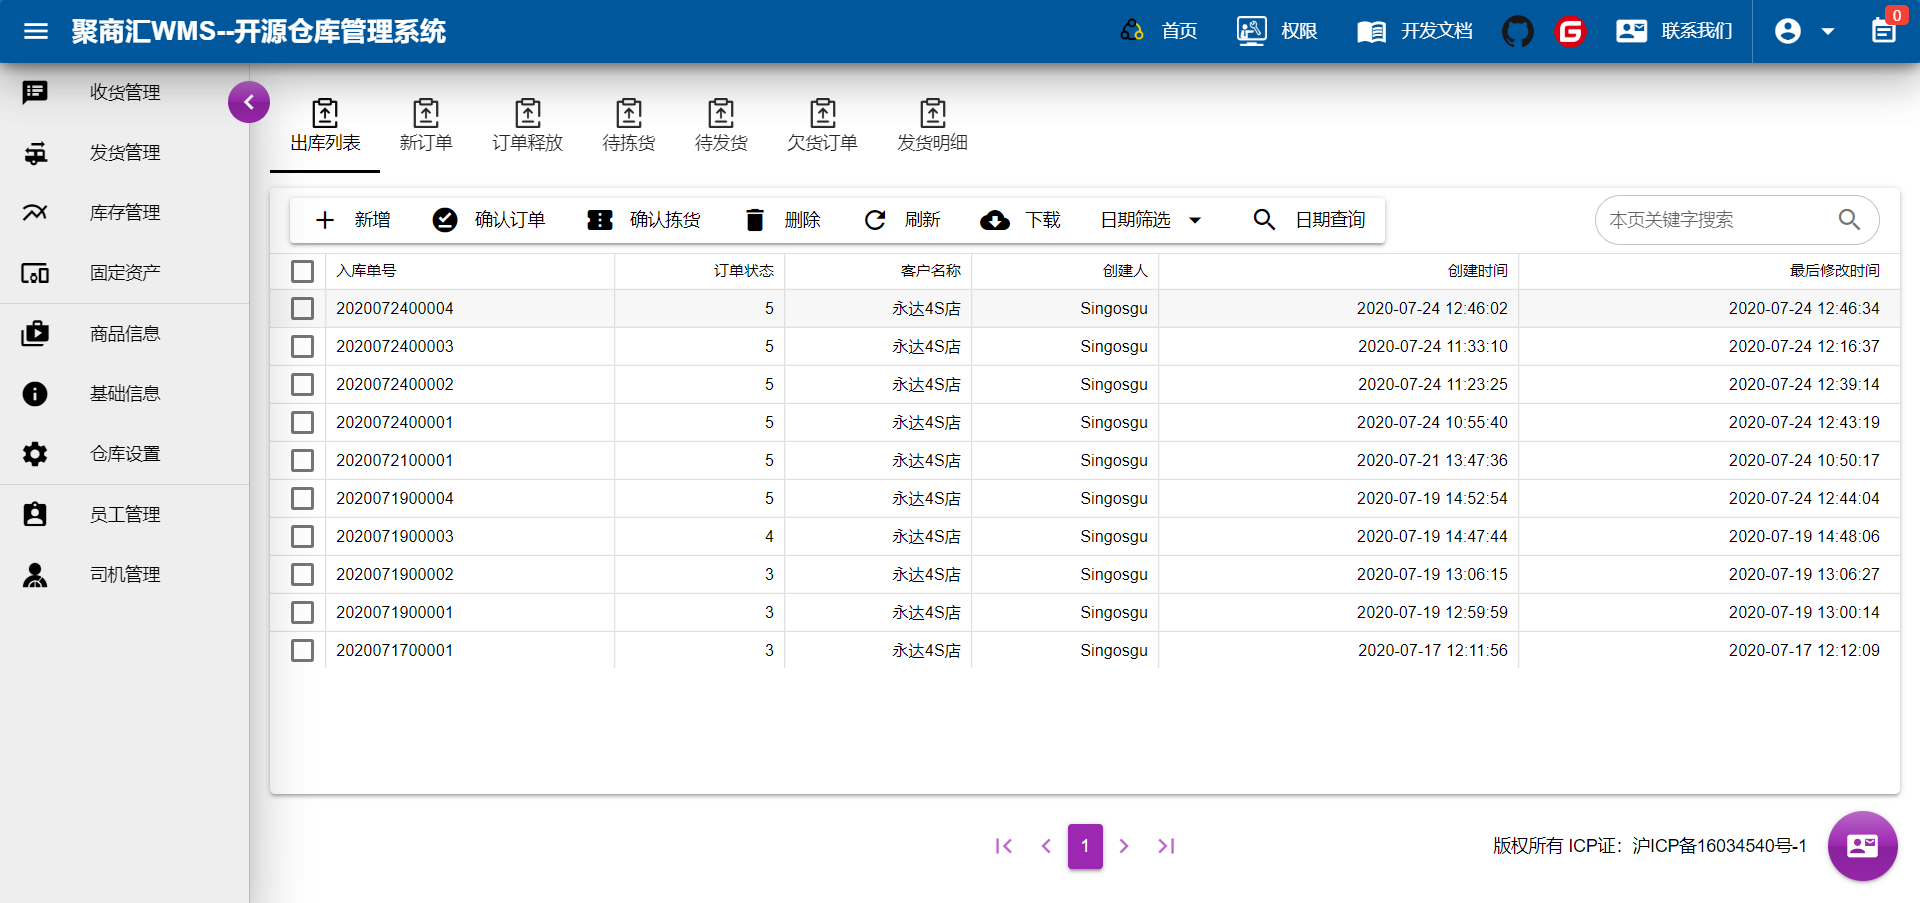 聚商汇WMS--开源仓库管理系统
首页 权限 开发文档 G 联系我们 0
收货管理
发货管理
库存管理
固定资产
商品信息
基础信息
仓库设置
员工管理
司机管理
出库列表 新订单 订单释放 待拣货 待发货 欠货订单 发货明细
新增 确认订单 确认拣货 删除 刷新 下载 日期筛选 日期查询 本页关键字搜索
入库单号 订单状态 客户名称 创建人 创建时间 最后修改时间
2020072400004 5 永达4S店 Singosgu 2020-07-24 12:46:02 2020-07-24 12:46:34
2020072400003 5 永达4S店 Singosgu 2020-07-24 11:33:10 2020-07-24 12:16:37
2020072400002 5 永达4S店 Singosgu 2020-07-24 11:23:25 2020-07-24 12:39:14
2020072400001 5 永达4S店 Singosgu 2020-07-24 10:55:40 2020-07-24 12:43:19
2020072100001 5 永达4S店 Singosgu 2020-07-21 13:47:36 2020-07-24 10:50:17
2020071900004 5 永达4S店 Singosgu 2020-07-19 14:52:54 2020-07-24 12:44:04
2020071900003 4 永达4S店 Singosgu 2020-07-19 14:47:44 2020-07-19 14:48:06
2020071900002 3 永达4S店 Singosgu 2020-07-19 13:06:15 2020-07-19 13:06:27
2020071900001 3 永达4S店 Singosgu 2020-07-19 12:59:59 2020-07-19 13:00:14
2020071700001 3 永达4S店 Singosgu 2020-07-17 12:11:56 2020-07-17 12:12:09
1
版权所有 ICP证：沪ICP备16034540号-1